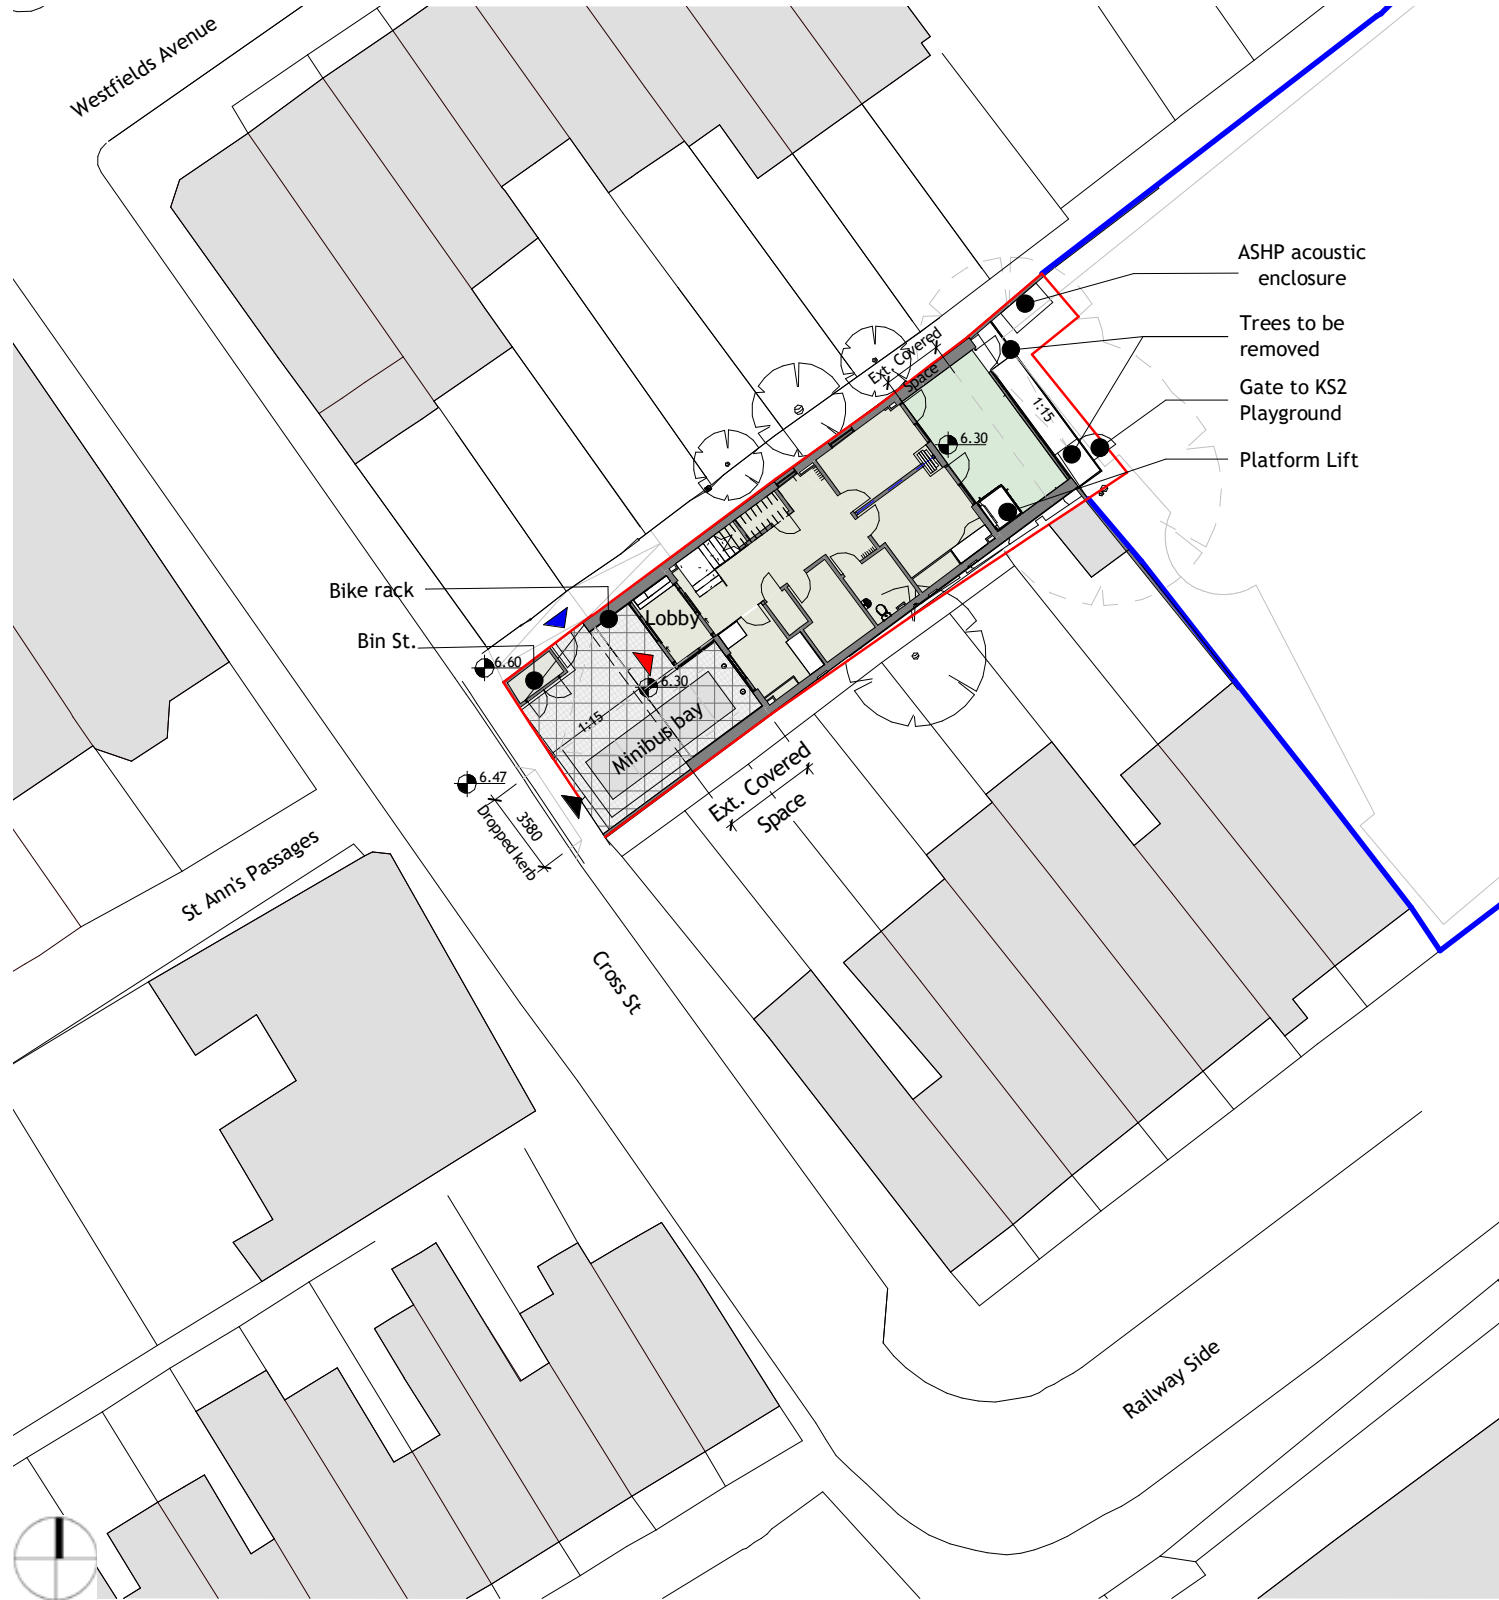 Westfields Avenue
ASHP acoustic
enclosure
Trees to be
removed
Gate to KS2
Playground
Platform Lift
Ext. Covered
Space
1:15
6.30
Bike rack
Lobby
Bin St.
6.60
6.30
1:15
Minibus bay
6.47
3580
Dropped kerb
Ext. Covered
Space
St Ann's Passages
Cross St
Railway Side